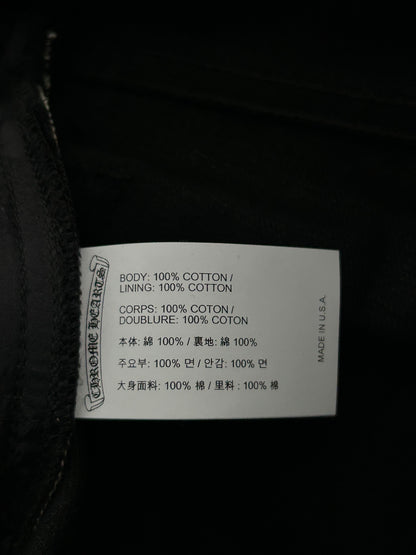 CHROME HEARTS
BODY: 100% COTTON /
LINING: 100% COTTON
CORPS: 100% COTON /
DOUBLURE: 100% COTON
本体: 綿 100% / 裏地: 綿 100%
주요부: 100% 면 / 안감: 100% 면
大身面料: 100% 棉 / 里料: 100% 棉
MADE IN U.S.A.